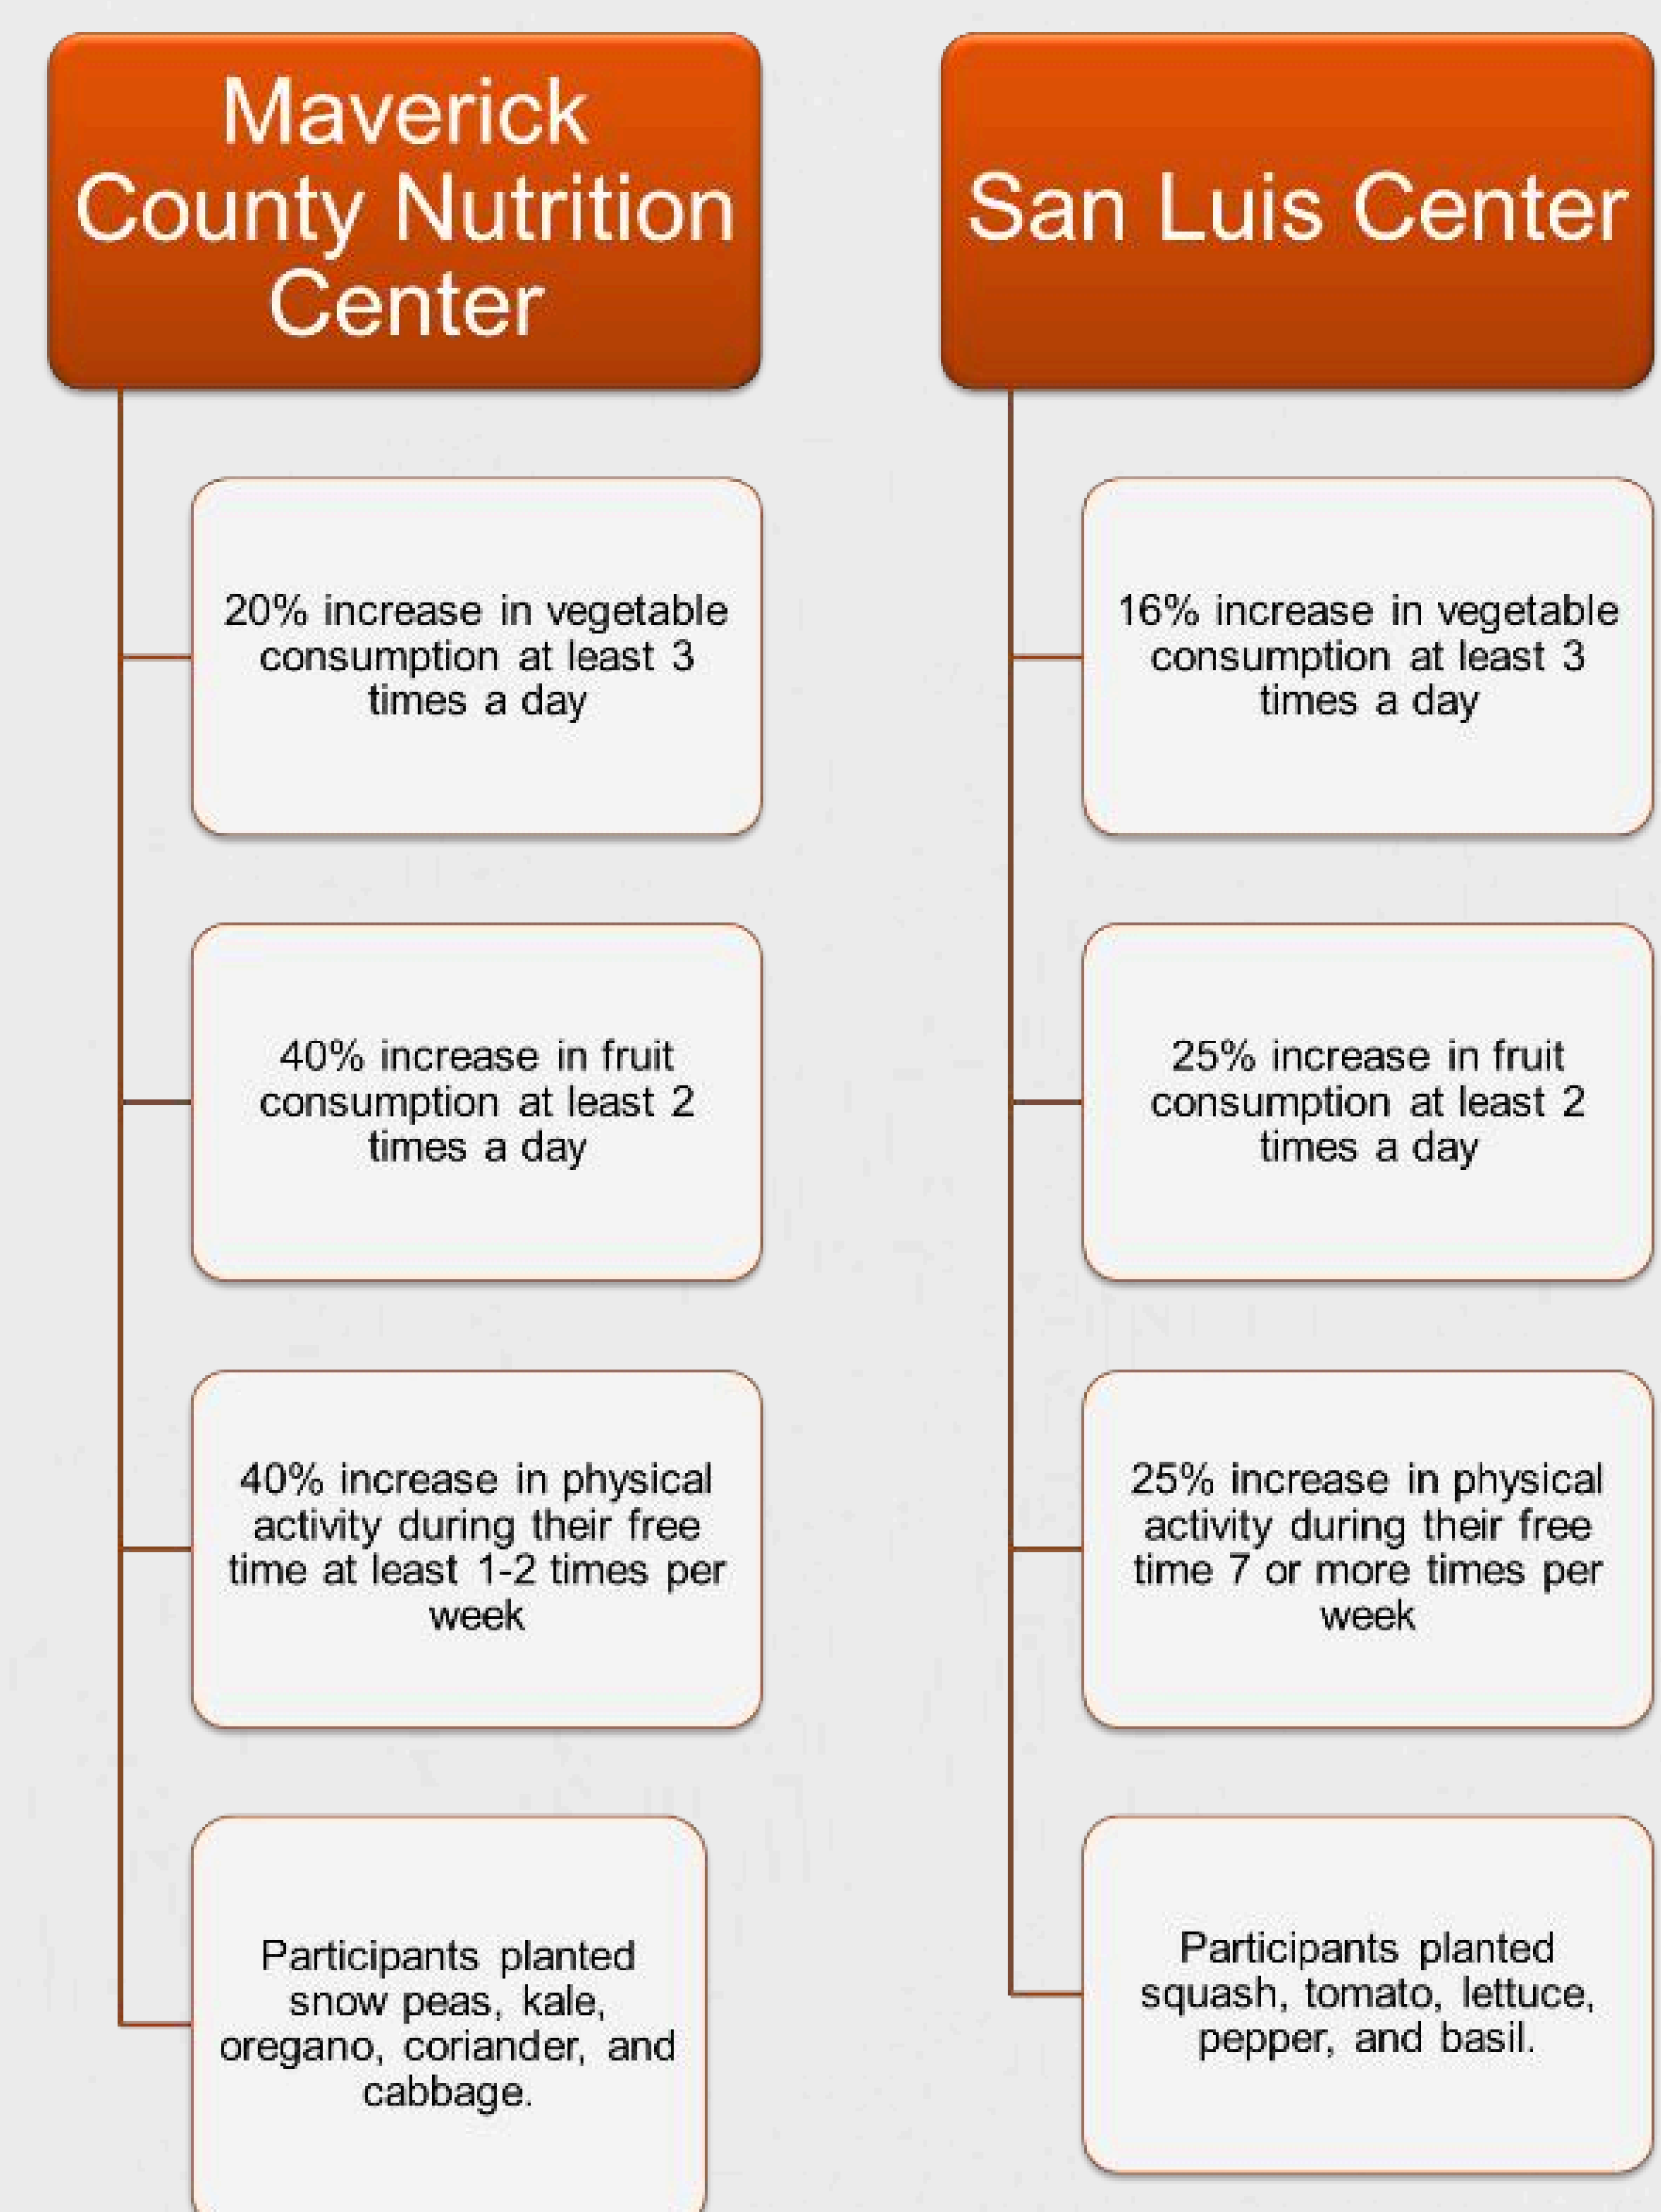 Maverick
County Nutrition
Center
20% increase in vegetable
consumption at least 3
times a day
40% increase in fruit
consumption at least 2
times a day
40% increase in physical
activity during their free
time at least 1-2 times per
week
Participants planted
snow peas, kale,
oregano, coriander, and
cabbage.
San Luis Center
16% increase in vegetable
consumption at least 3
times a day
25% increase in fruit
consumption at least 2
times a day
25% increase in physical
activity during their free
time 7 or more times per
week
Participants planted
squash, tomato, lettuce,
pepper, and basil.